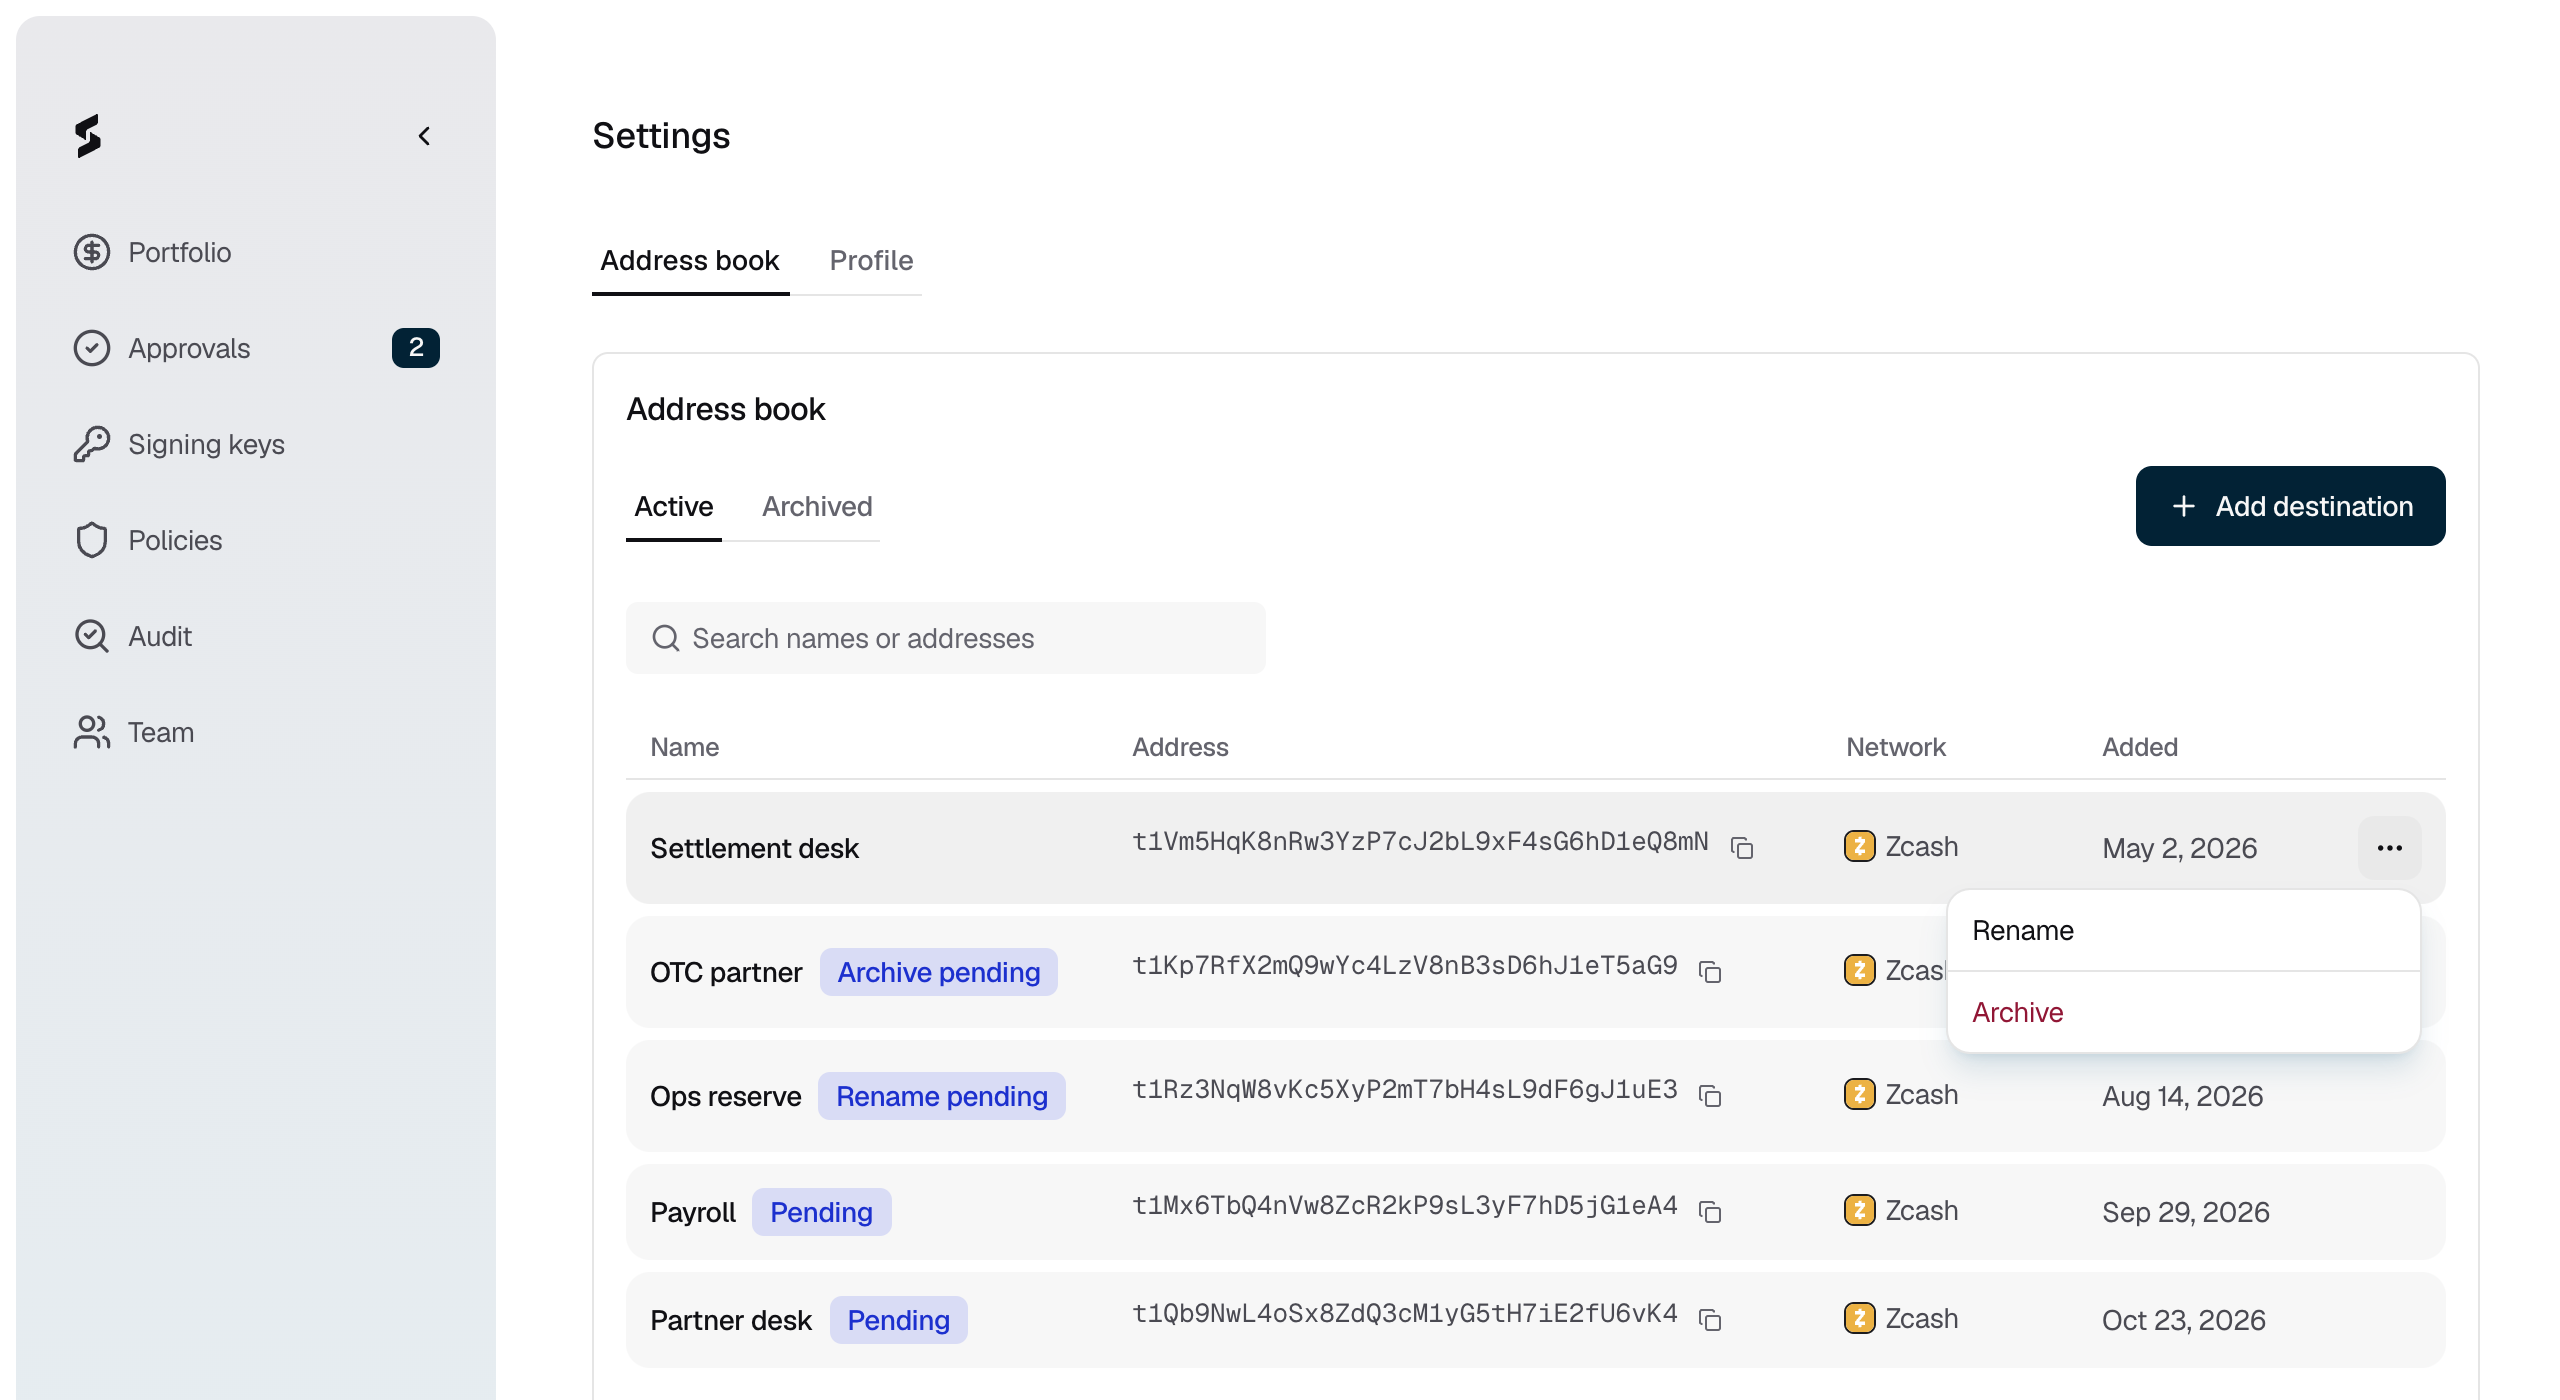 Settings
Portfolio
Approvals 2
Signing keys
Policies
Audit
Team
Address book Profile
Address book
Active Archived
Add destination
Search names or addresses
Name Address Network Added
Settlement desk t1Vm5HqK8nRw3YzP7cJ2bL9xF4sG6hD1eQ8mN Zcash May 2, 2026
Rename
OTC partner Archive pending t1Kp7RfX2mQ9wYc4LzV8nB3sD6hJ1eT5aG9
Archive
Ops reserve Rename pending t1Rz3NqW8vKc5XyP2mT7bH4sL9dF6gJ1uE3 Zcash Aug 14, 2026
Payroll Pending t1Mx6TbQ4nVw8ZcR2kP9sL3yF7hD5jG1eA4 Zcash Sep 29, 2026
Partner desk Pending t1Qb9NwL4oSx8ZdQ3cM1yG5tH7iE2fU6vK4 Zcash Oct 23, 2026